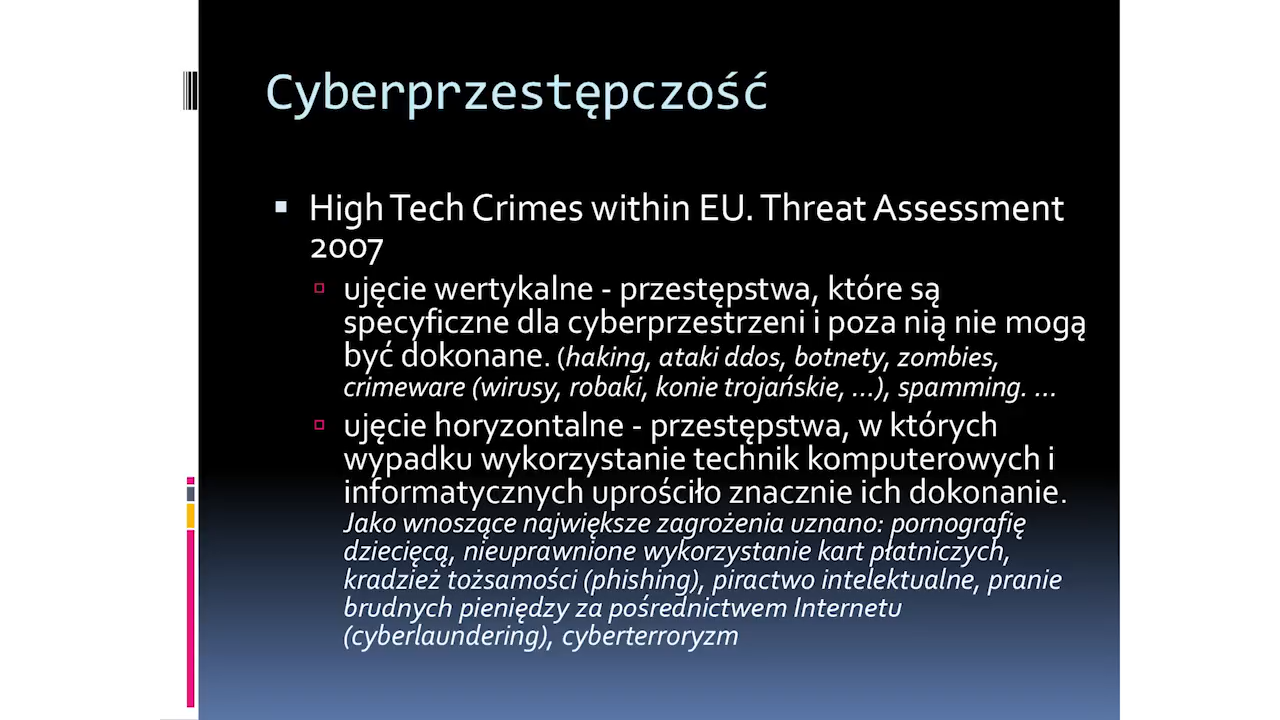 Cyberprzestępczość
High Tech Crimes within EU. Threat Assessment
2007
ujęcie wertykalne - przestępstwa, które są
specyficzne dla cyberprzestrzeni i poza nią nie mogą
być dokonane. (haking, ataki ddos, botnety, zombies,
crimeware (wirusy, robaki, konie trojańskie, ...), spamming. ...
ujęcie horyzontalne - przestępstwa, w których
wypadku wykorzystanie technik komputerowych i
informatycznych uprościło znacznie ich dokonanie.
Jako wnoszące największe zagrożenia uznano: pornografię
dziecięcą, nieuprawnione wykorzystanie kart płatniczych,
kradzież tożsamości (phishing), piractwo intelektualne, pranie
brudnych pieniędzy za pośrednictwem Internetu
(cyberlaundering), cyberterroryzm